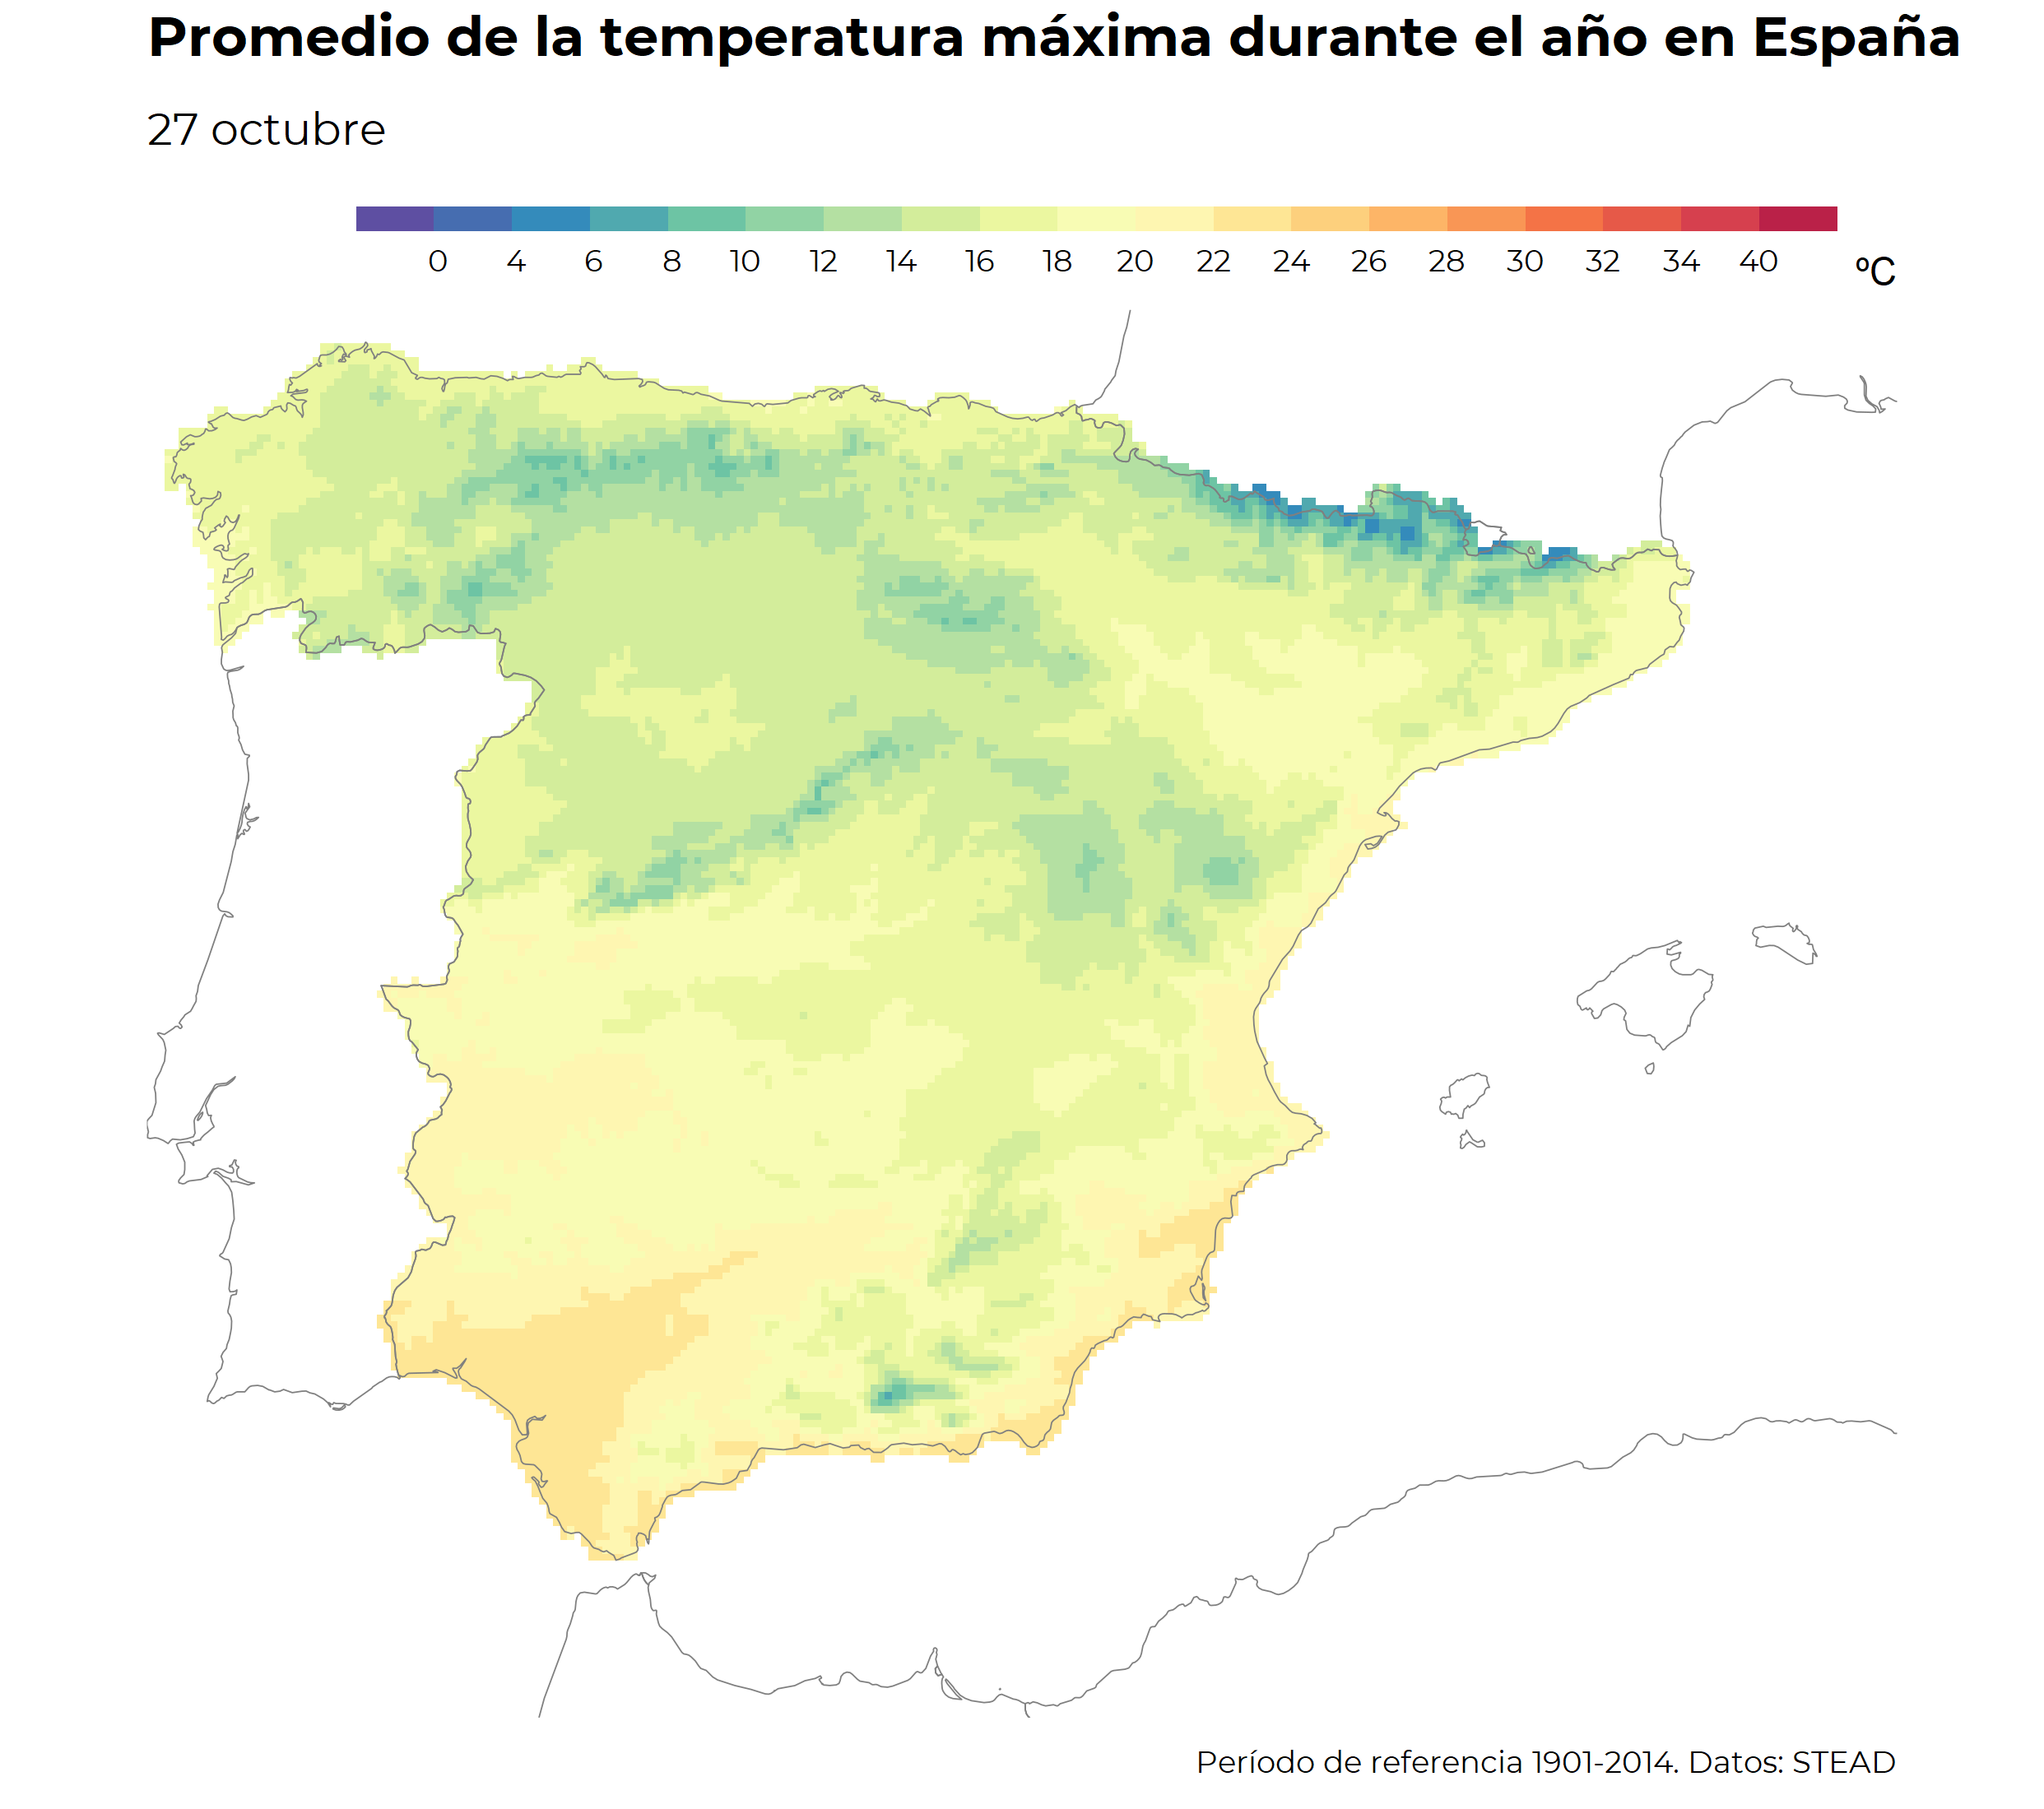 Promedio de la temperatura máxima durante el año en España
27 octubre
0 4 6 8 10 12 14 16 18 20 22 24 26 28 30 32 34 40 ºC
Período de referencia 1901-2014. Datos: STEAD